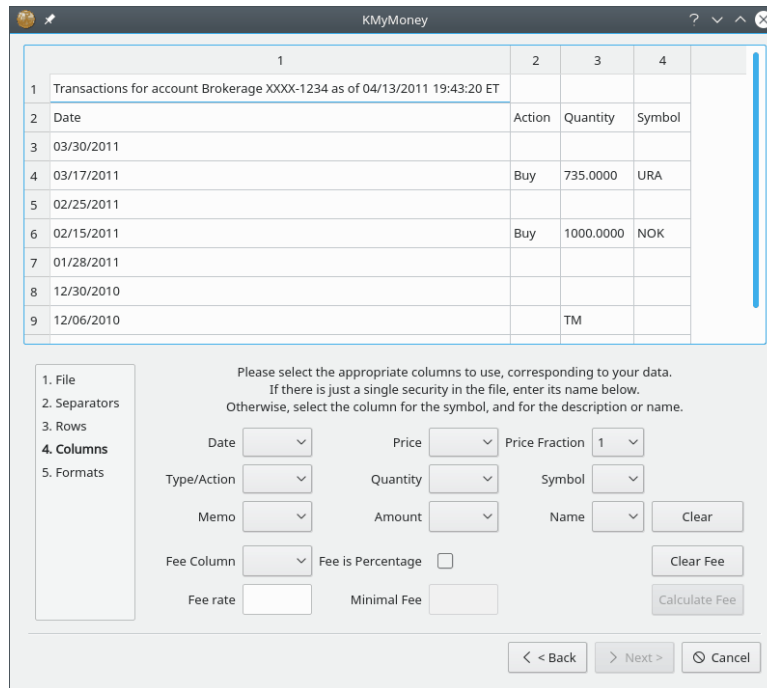 KMyMoney
1 2 3 4
1 Transactions for account Brokerage XXXX-1234 as of 04/13/2011 19:43:20 ET
2 Date Action Quantity Symbol
3 03/30/2011
4 03/17/2011 Buy 735.0000 URA
5 02/25/2011
6 02/15/2011 Buy 1000.0000 NOK
7 01/28/2011
8 12/30/2010
9 12/06/2010 TM
1. File
2. Separators
3. Rows
4. Columns
5. Formats
Please select the appropriate columns to use, corresponding to your data.
If there is just a single security in the file, enter its name below.
Otherwise, select the column for the symbol, and for the description or name.
Date Price Price Fraction 1
Type/Action Quantity Symbol
Memo Amount Name Clear
Fee Column Fee is Percentage Clear Fee
Fee rate Minimal Fee Calculate Fee
< Back Next > Cancel